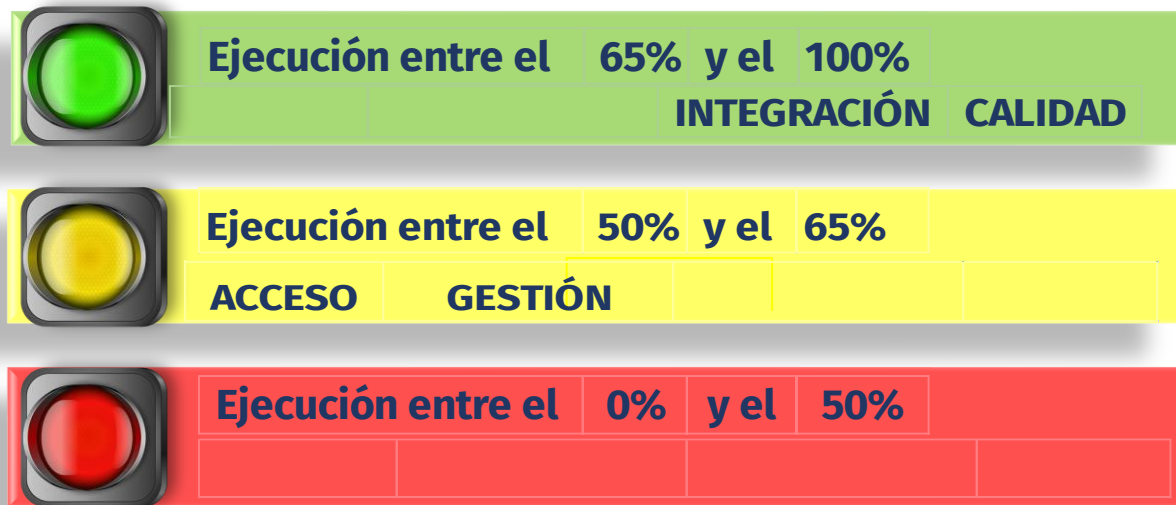 Ejecución entre el 65% y el 100%
INTEGRACIÓN CALIDAD
Ejecución entre el 50% y el 65%
ACCESO GESTIÓN
Ejecución entre el 0% y el 50%